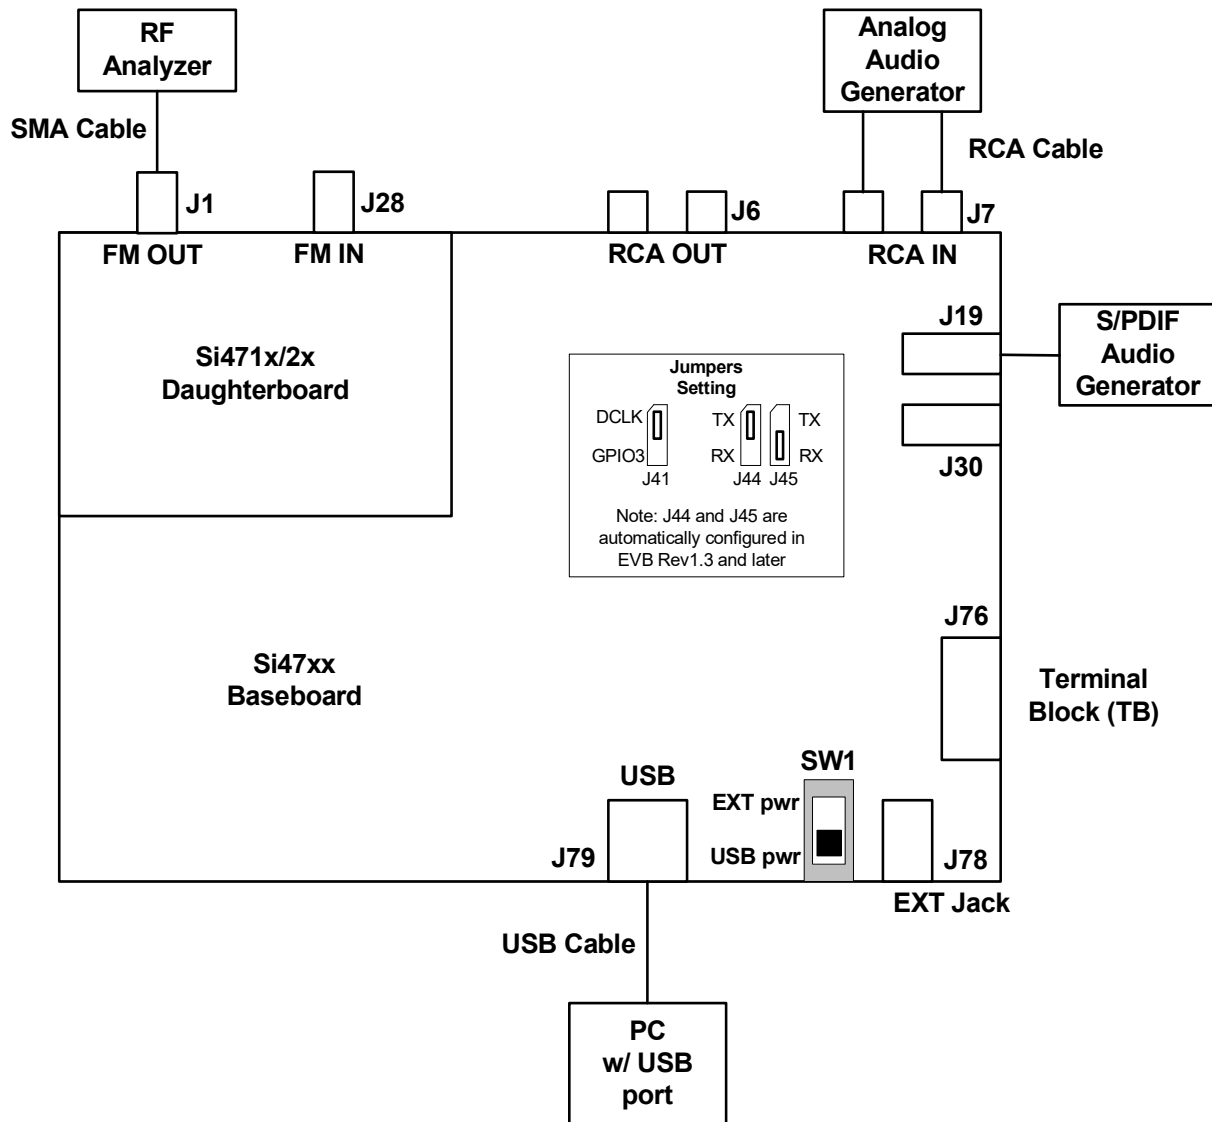 RF
Analyzer
Analog
Audio
Generator
SMA Cable
RCA Cable
J1
J28
J6
J7
FM OUT
FM IN
RCA OUT
RCA IN
J19
S/PDIF
Audio
Generator
Si471x/2x
Daughterboard
Jumpers
Setting
DCLK
TX
TX
GPIO3
RX
RX
J41
J44
J45
J30
Note: J44 and J45 are
automatically configured in
EVB Rev1.3 and later
J76
Si47xx
Baseboard
Terminal
Block (TB)
SW1
USB
EXT pwr
USB pwr
J79
J78
EXT Jack
USB Cable
PC
w/ USB
port